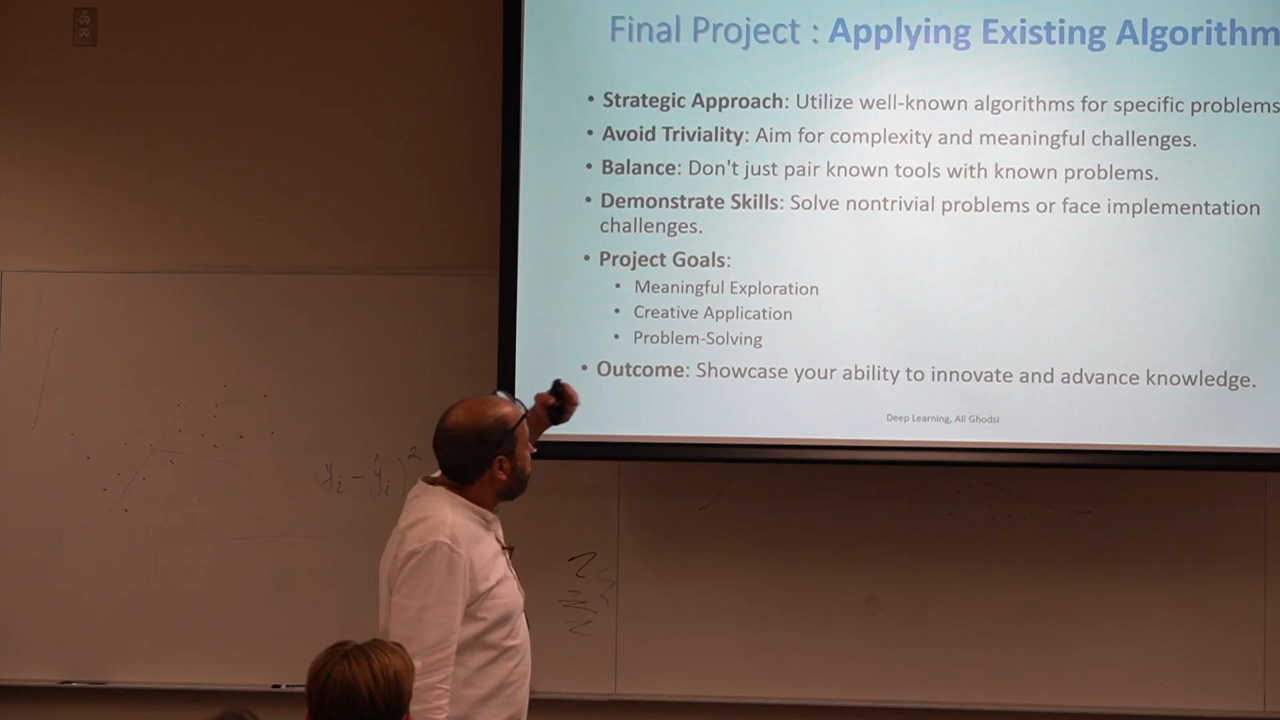 Final Project : Applying Existing Algorithm
• Strategic Approach: Utilize well-known algorithms for specific problems
• Avoid Triviality: Aim for complexity and meaningful challenges.
• Balance: Don't just pair known tools with known problems.
• Demonstrate Skills: Solve nontrivial problems or face implementation
challenges.
• Project Goals:
• Meaningful Exploration
• Creative Application
• Problem-Solving
• Outcome: Showcase your ability to innovate and advance knowledge.
Deep Learning, Ali Ghodsi
(y_i - ŷ_i)²